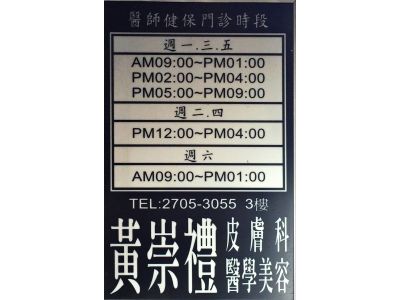 醫師健保門診時段
週一.三.五
AM09:00~PM01:00
PM02:00~PM04:00
PM05:00~PM09:00
週二.四
PM12:00~PM04:00
週六
AM09:00~PM01:00
TEL:2705-3055 3樓
黃崇禮
皮膚科
醫學美容